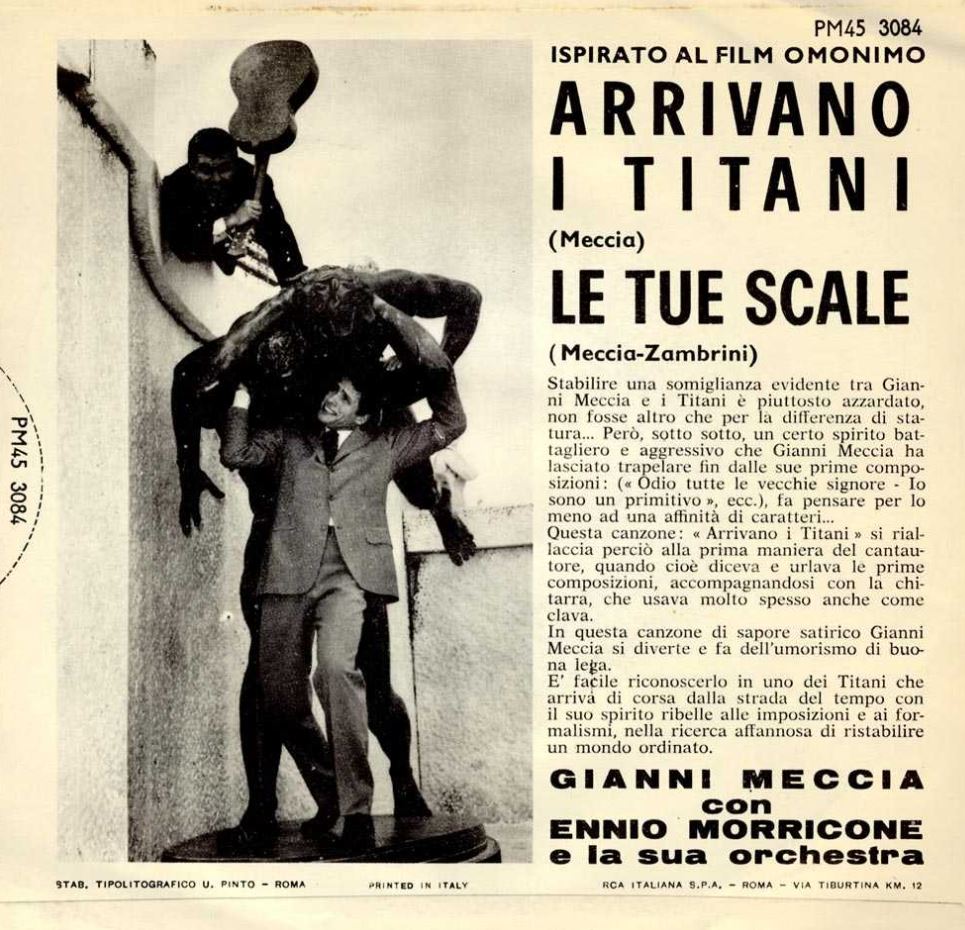 PM45 3084
ISPIRATO AL FILM OMONIMO
ARRIVANO
I TITANI
(Meccia)
LE TUE SCALE
(Meccia-Zambrini)
Stabilire una somiglianza evidente tra Gian-
ni Meccia e i Titani è piuttosto azzardato,
non fosse altro che per la differenza di sta-
tura... Però, sotto sotto, un certo spirito bat-
tagliero e aggressivo che Gianni Meccia ha
lasciato trapelare fin dalle sue prime compo-
sizioni: (« Odio tutte le vecchie signore - Io
sono un primitivo », ecc.), fa pensare per lo
meno ad una affinità di caratteri...
Questa canzone: « Arrivano i Titani » si rial-
laccia perciò alla prima maniera del cantau-
tore, quando cioè diceva e urlava le prime
composizioni, accompagnandosi con la chi-
tarra, che usava molto spesso anche come
clava.
In questa canzone di sapore satirico Gianni
Meccia si diverte e fa dell'umorismo di buo-
na lega.
E' facile riconoscerlo in uno dei Titani che
arriva di corsa dalla strada del tempo con
il suo spirito ribelle alle imposizioni e ai for-
malismi, nella ricerca affannosa di ristabilire
un mondo ordinato.
GIANNI MECCIA
con
ENNIO MORRICONE
e la sua orchestra
PM45 3084
STAB. TIPOLITOGRAFICO U. PINTO - ROMA
PRINTED IN ITALY
RCA ITALIANA S.P.A. - ROMA - VIA TIBURTINA KM. 12